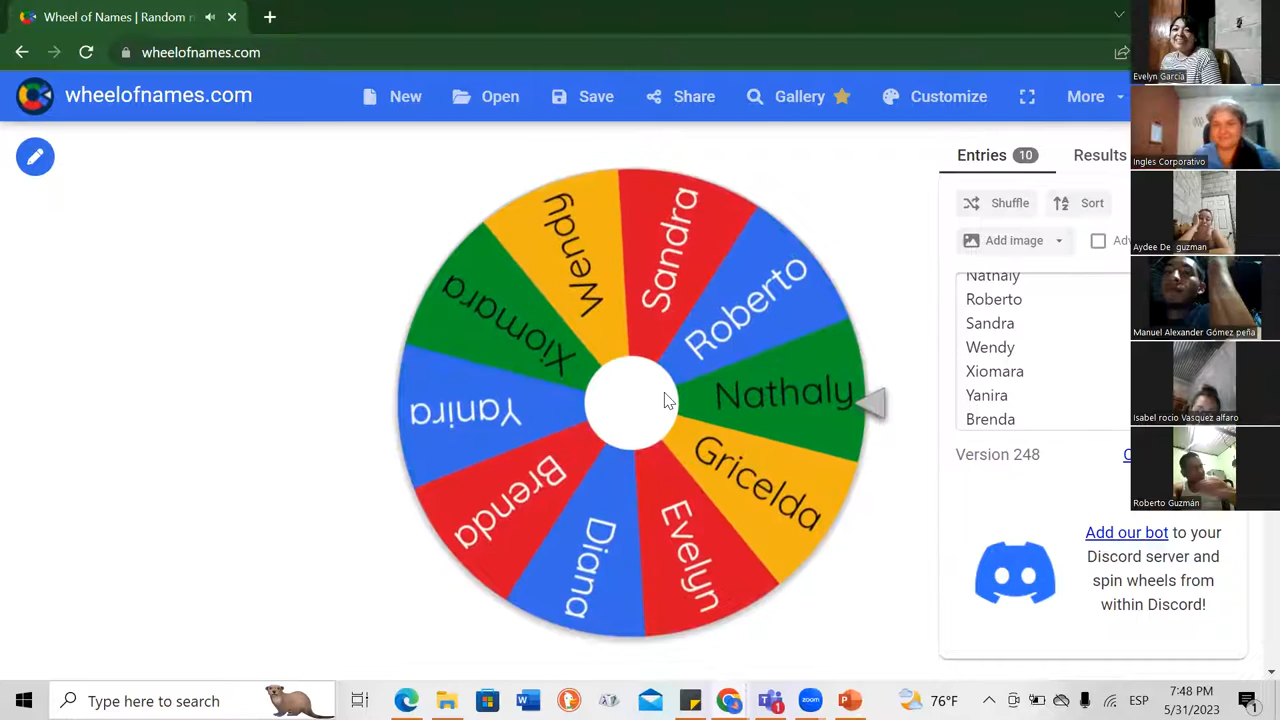 Wheel of Names | Random n
wheelofnames.com
wheelofnames.com
New
Open
Save
Share
Gallery
Customize
More
Entries 10
Results
Shuffle
Sort
Add image
Nathaly
Roberto
Sandra
Wendy
Xiomara
Yanira
Brenda
Version 248
Add our bot to your
Discord server and
spin wheels from
within Discord!
Wendy
Sandra
Roberto
Nathaly
Gricelda
Evelyn
Diana
Brenda
Yanira
Xiomara
Evelyn García
Ingles Corporativo
Aydee De guzman
Manuel Alexander Gómez peña
Isabel rocio Vasquez alfaro
Roberto Guzmán
Type here to search
1
76°F
ESP
7:48 PM
5/31/2023
1